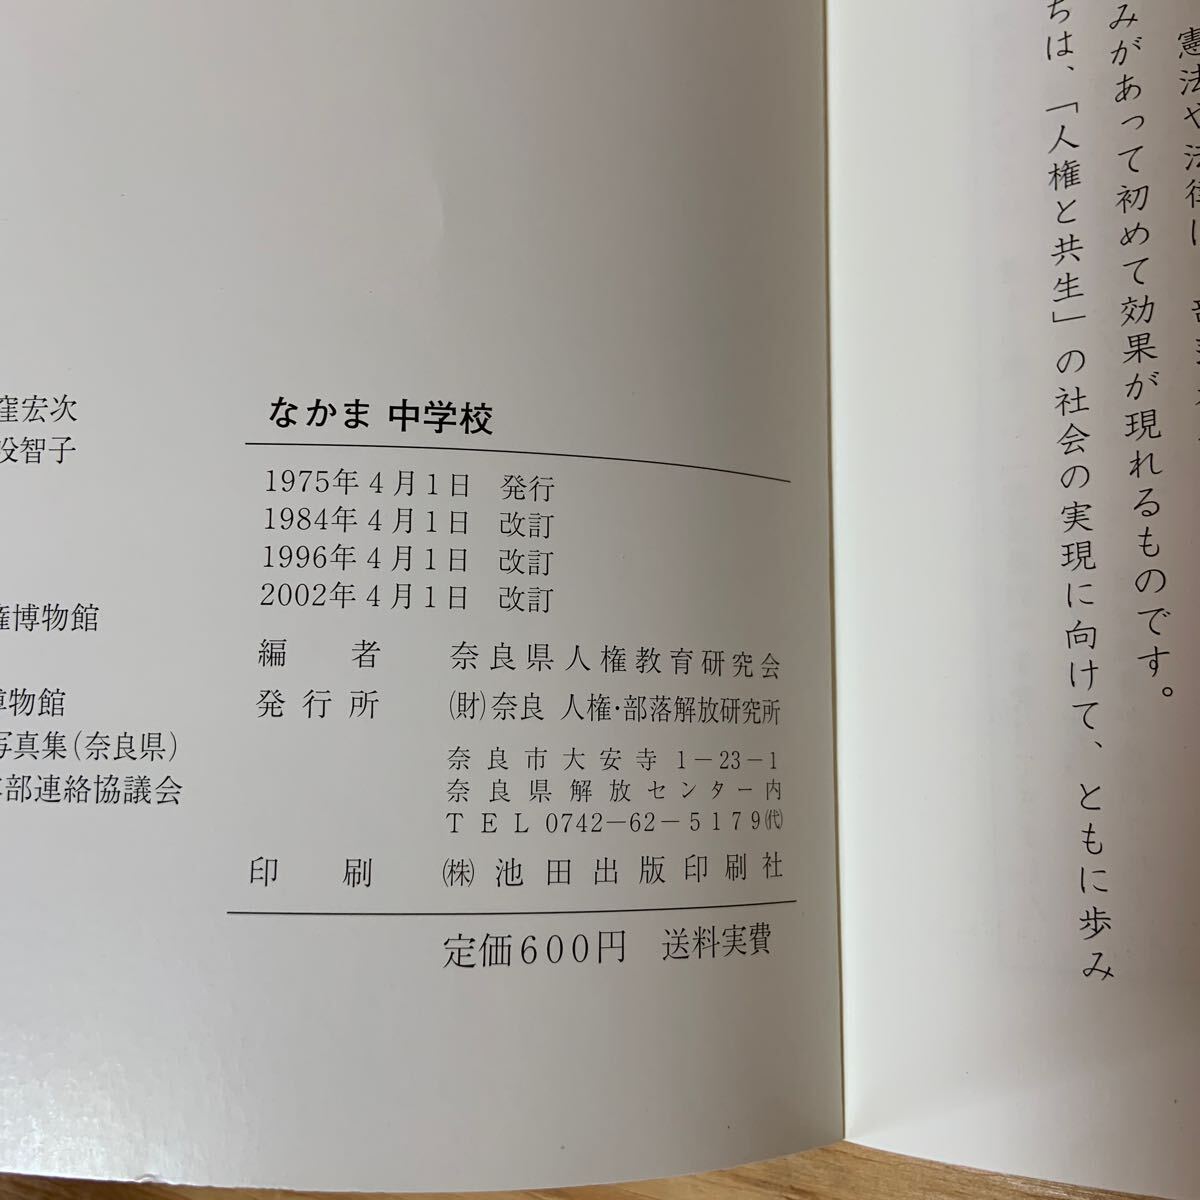 憲法や法律は、
みがあって初めて効果が現れるものです。
ちは、「人権と共生」の社会の実現に向けて、ともに歩み
窪宏次
智子
権博物館
博物館
写真集(奈良県)
部連絡協議会
なかま 中学校
1975年4月1日 発行
1984年4月1日 改訂
1996年4月1日 改訂
2002年4月1日 改訂
編者 奈良県人権教育研究会
発行所 ㈶奈良 人権・部落解放研究所
奈良市大安寺1−23−1
奈良県解放センター内
TEL 0742−62−5179㈹
印刷 ㈱池田出版印刷社
定価600円 送料実費